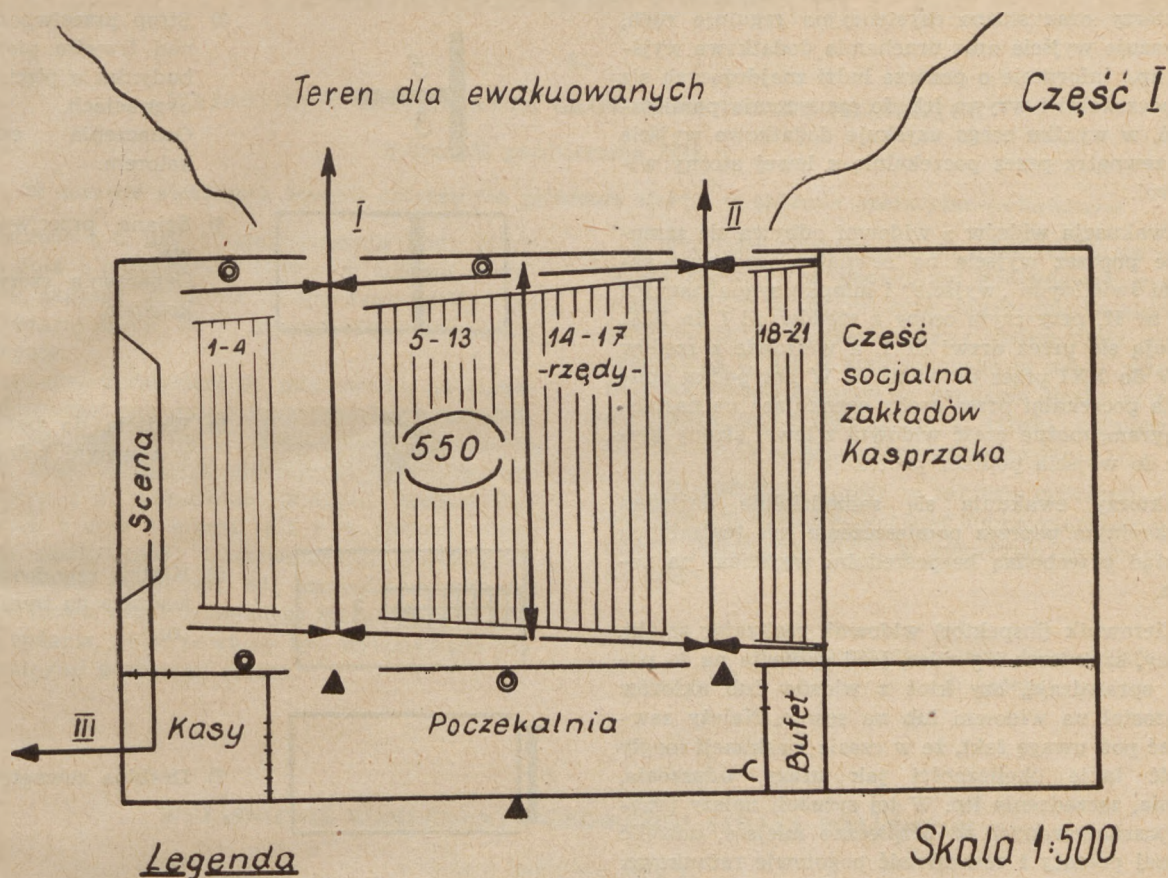 Teren dla ewakuowanych
Część I
I
II
1-4
5-13
14-17
-rzędy-
18-21
550
Część
socjalna
zakładów
Kasprzaka
scena
III
Kasy
Poczekalnia
Bufet
Legenda
Skala 1:500